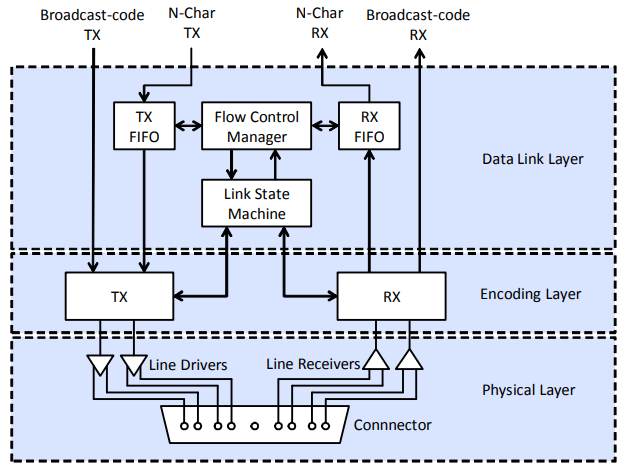 Broadcast-code
TX
N-Char
TX
N-Char
RX
Broadcast-code
RX
TX
FIFO
Flow Control
Manager
RX
FIFO
Data Link Layer
Link State
Machine
TX
RX
Encoding Layer
Line Drivers
Line Receivers
Physical Layer
Connnector